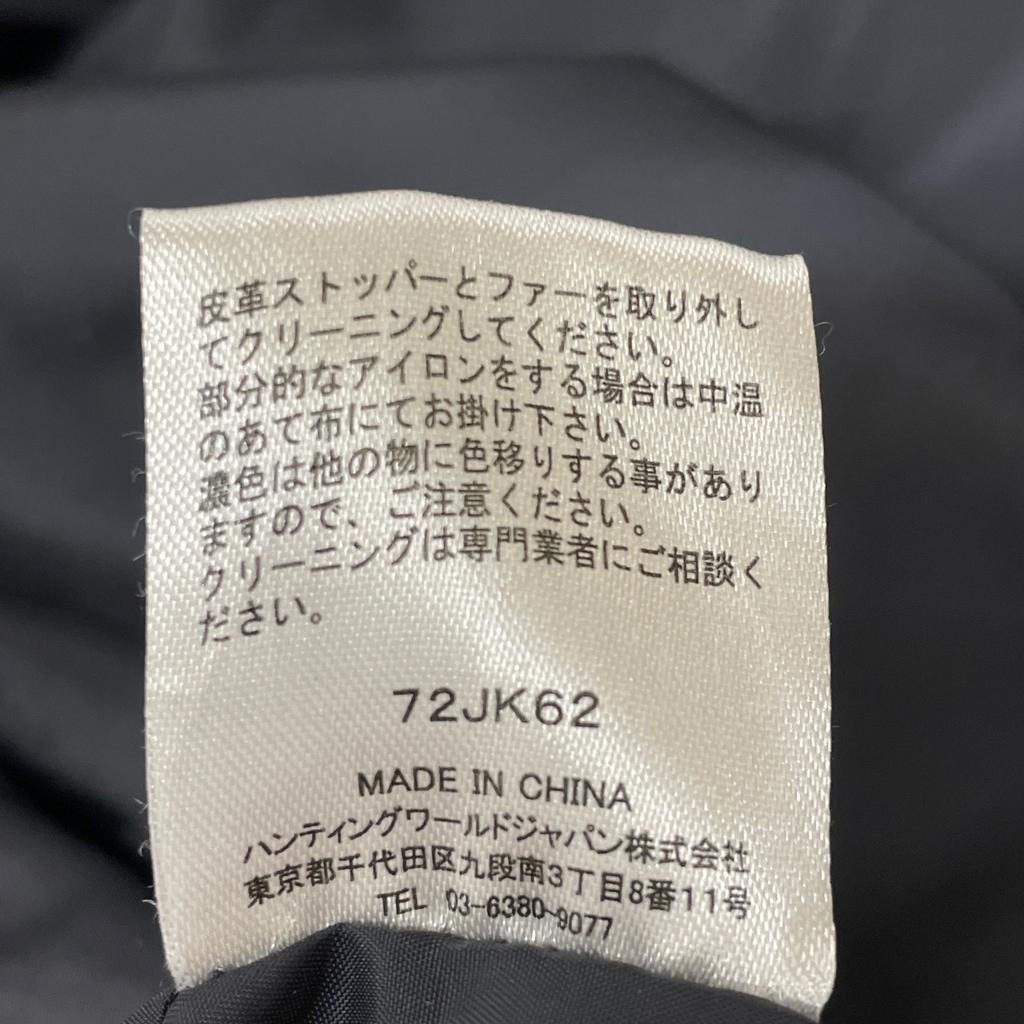 皮革ストッパーとファーを取り外し
てクリーニングしてください。
部分的なアイロンをする場合は中温
のあて布にてお掛け下さい。
濃色は他の物に色移りする事があり
ますので、ご注意ください。
クリーニングは専門業者にご相談く
ださい。
72JK62
MADE IN CHINA
ハンティングワールドジャパン株式会社
東京都千代田区九段南3丁目8番11号
TEL 03-6380-9077